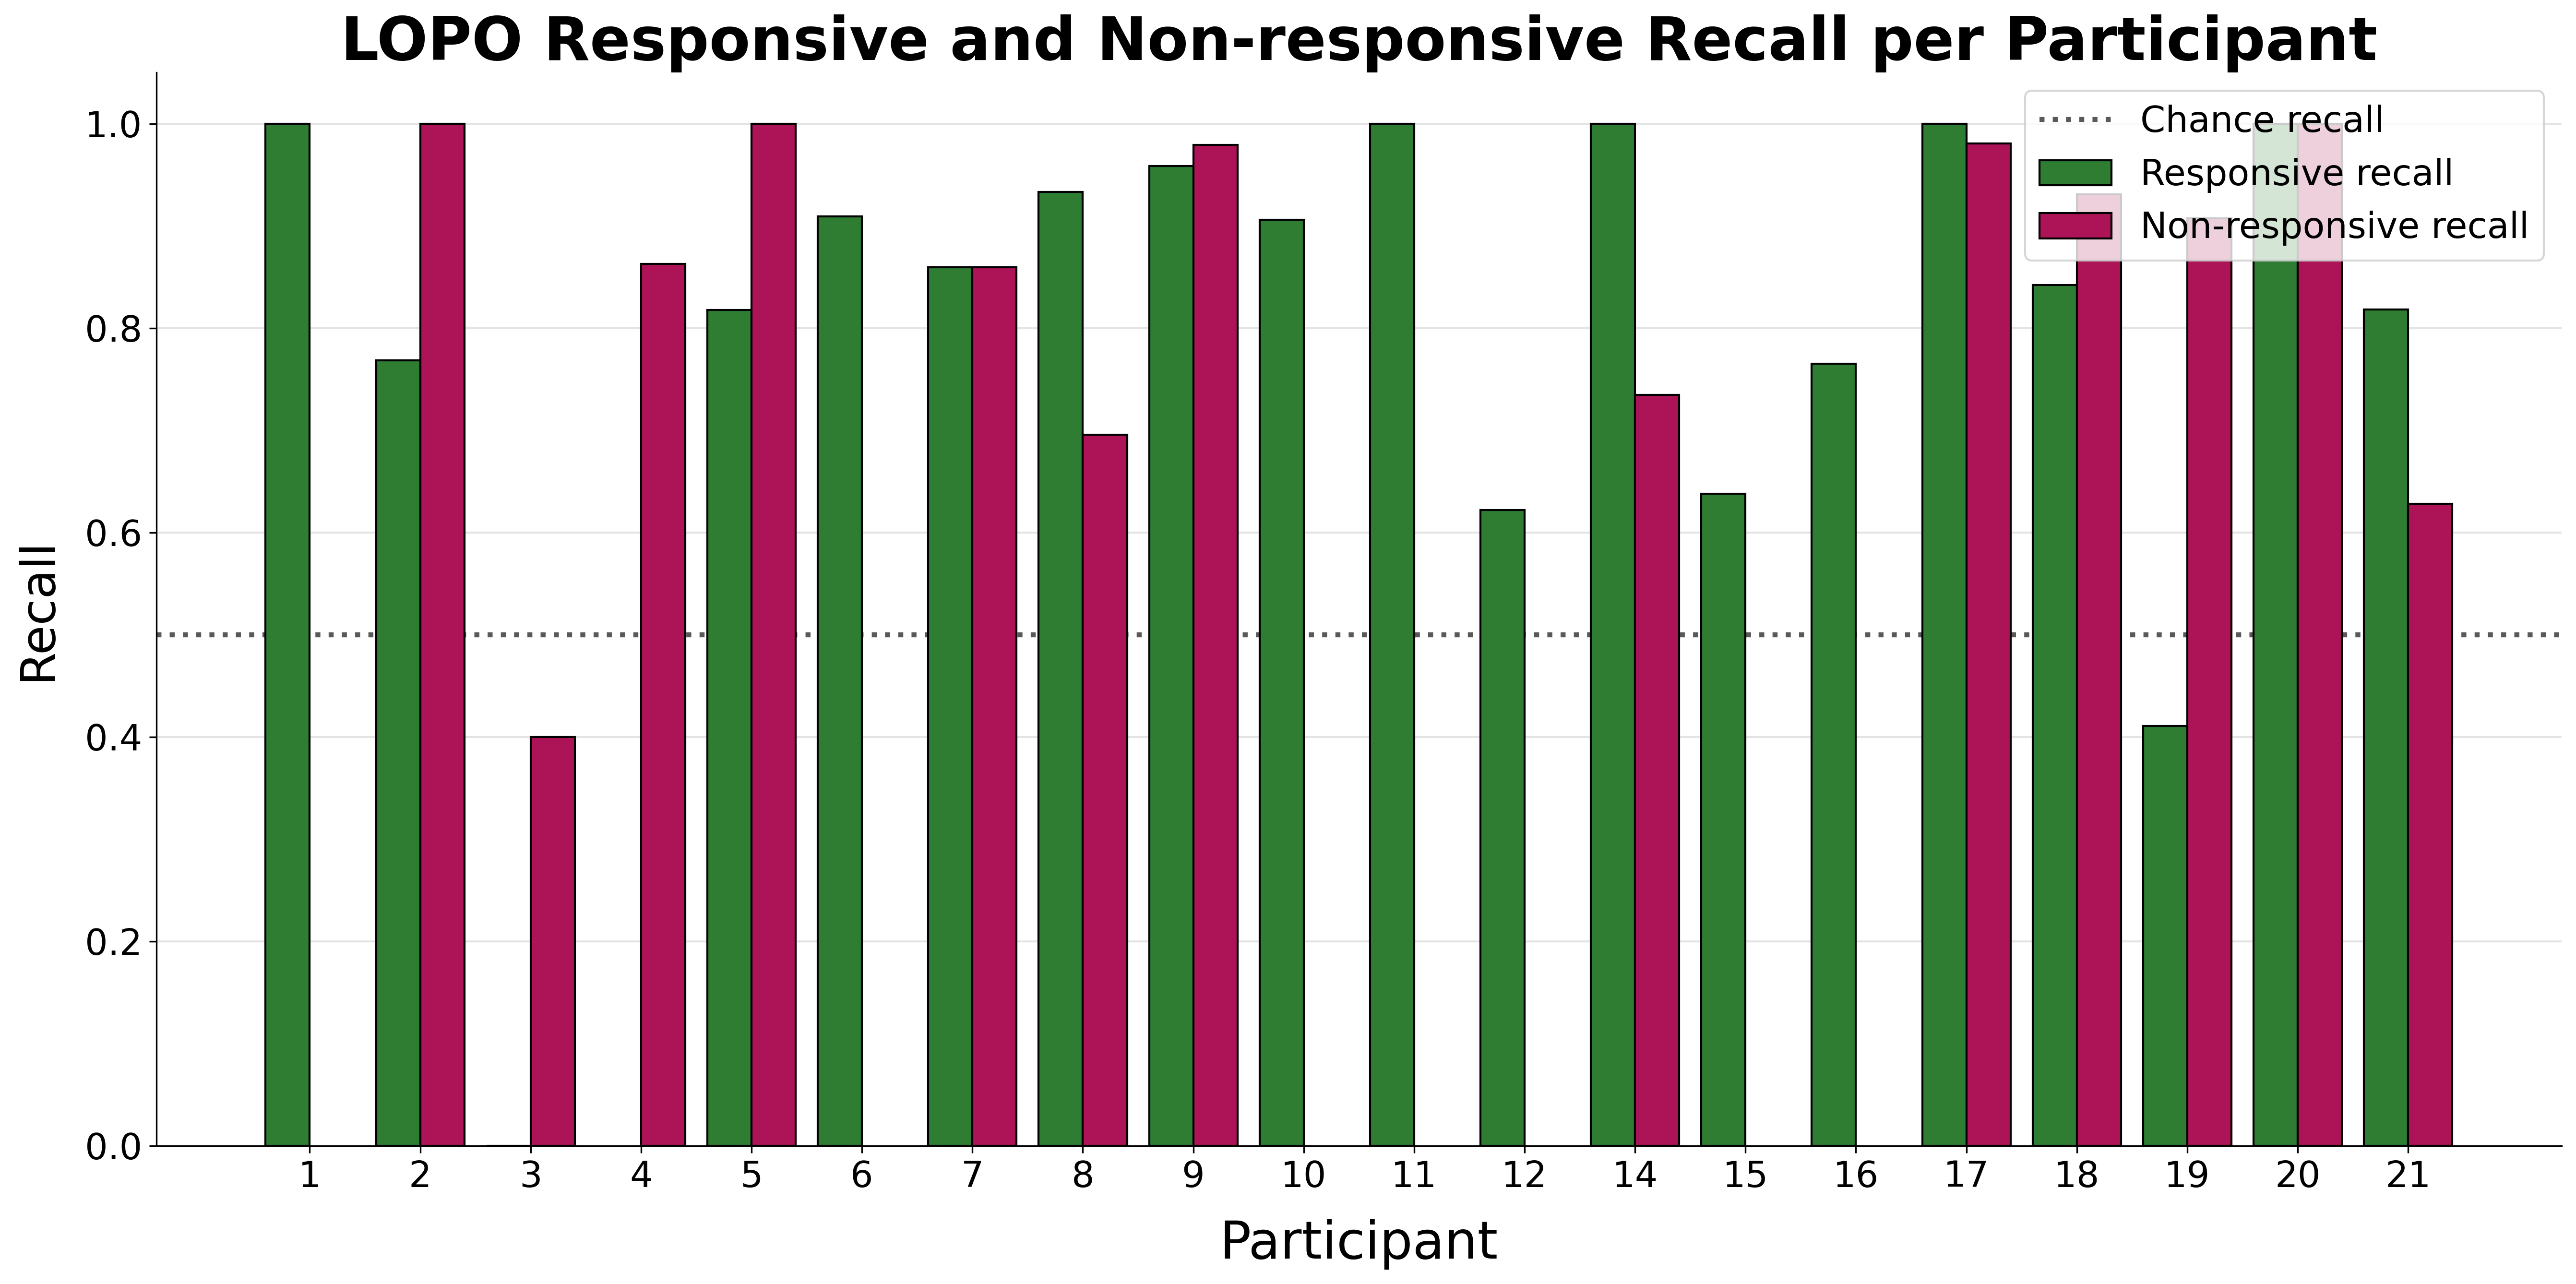 LOPO Responsive and Non-responsive Recall per Participant
Chance recall
Responsive recall
Non-responsive recall
1.0
0.8
0.6
0.4
0.2
0.0
Recall
1 2 3 4 5 6 7 8 9 10 11 12 14 15 16 17 18 19 20 21
Participant